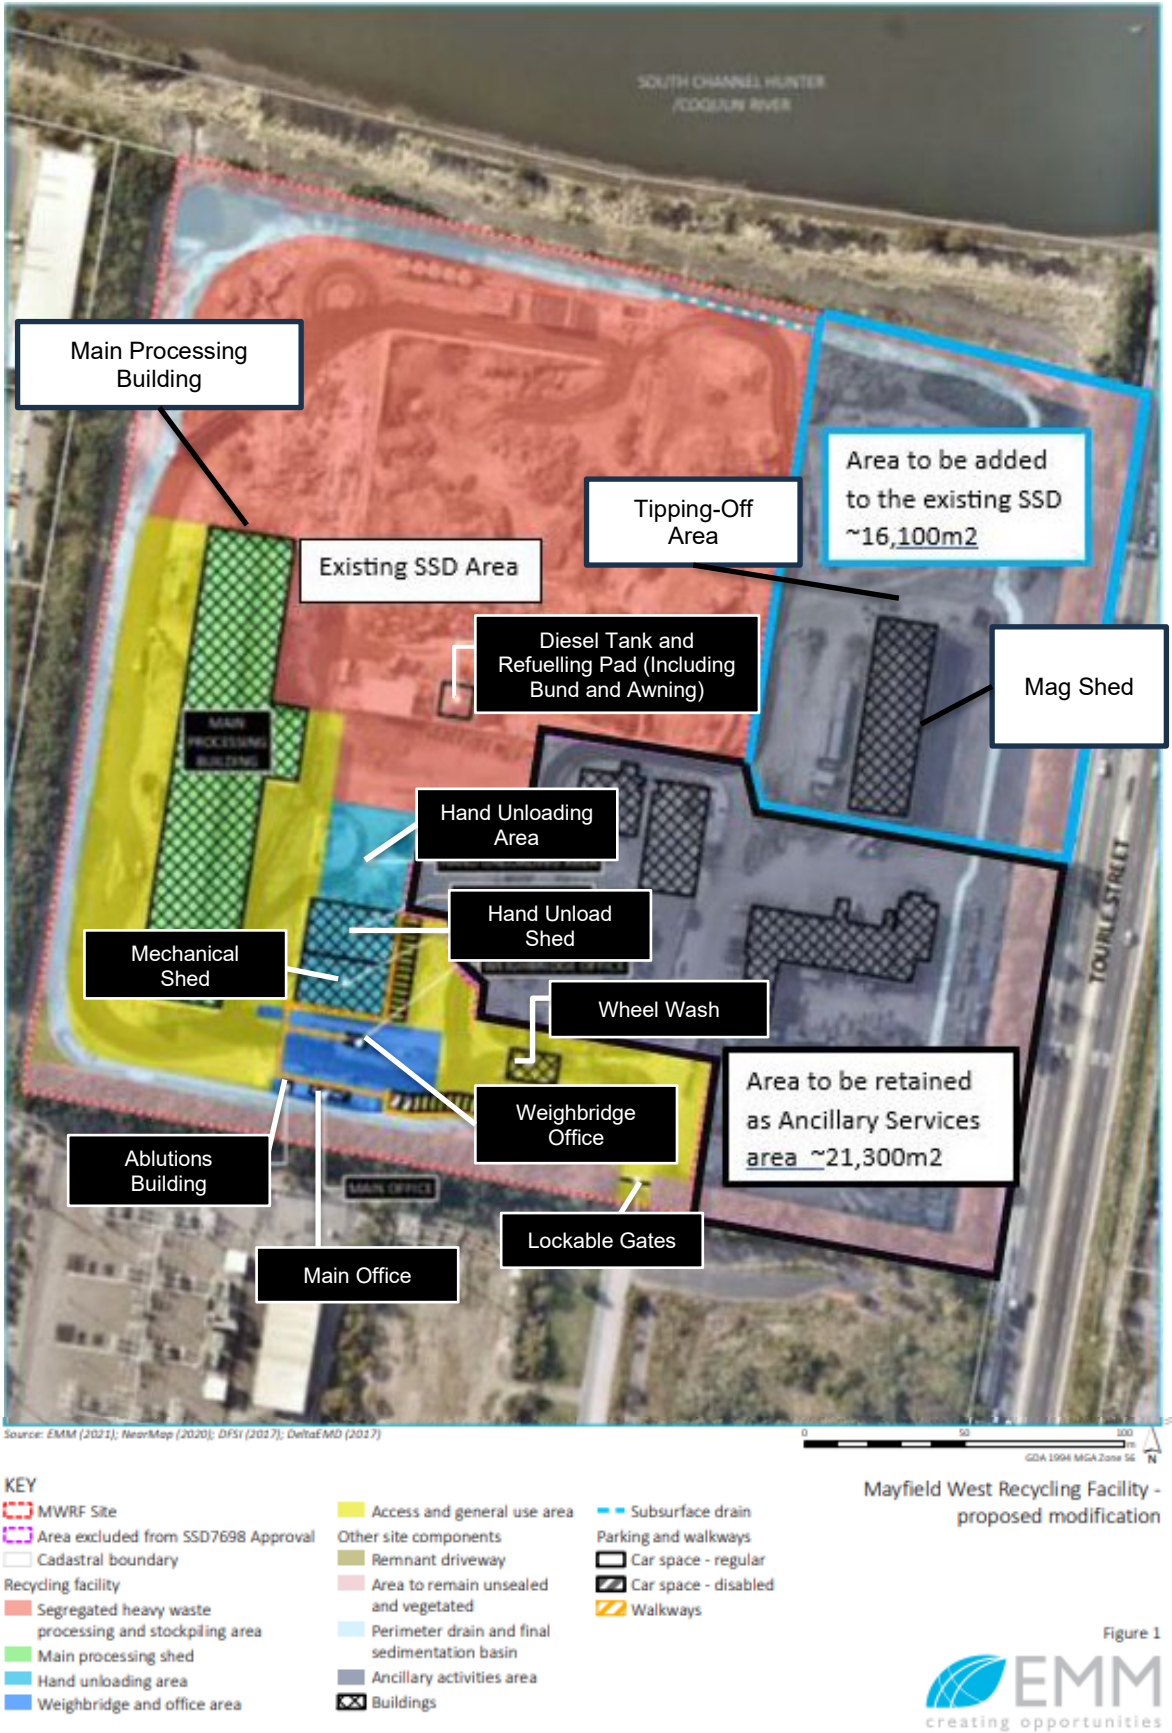 SOUTH CHANNEL HUNTER
/COQUUN RIVER
Main Processing
Building
Area to be added
to the existing SSD
~16,100m2
Tipping-Off
Area
Existing SSD Area
Diesel Tank and
Refuelling Pad (Including
Bund and Awning)
Mag Shed
MAIN
PROCESSING
BUILDING
Hand Unloading
Area
TOURLE STREET
Hand Unload
Shed
Mechanical
Shed
WEIGHBRIDGE OFFICE
Wheel Wash
Area to be retained
as Ancillary Services
area ~21,300m2
Weighbridge
Office
Ablutions
Building
MAIN OFFICE
Lockable Gates
Main Office
Source: EMM (2021); NearMap (2020); DFSI (2017); DeltaEMD (2017)
0 50 100
m
GDA 1994 MGA Zone 56 N
KEY
MWRF Site
Area excluded from SSD7698 Approval
Cadastral boundary
Recycling facility
Segregated heavy waste
processing and stockpiling area
Main processing shed
Hand unloading area
Weighbridge and office area
Access and general use area
Other site components
Remnant driveway
Area to remain unsealed
and vegetated
Perimeter drain and final
sedimentation basin
Ancillary activities area
Buildings
Subsurface drain
Parking and walkways
Car space - regular
Car space - disabled
Walkways
Mayfield West Recycling Facility -
proposed modification
Figure 1
EMM
creating opportunities